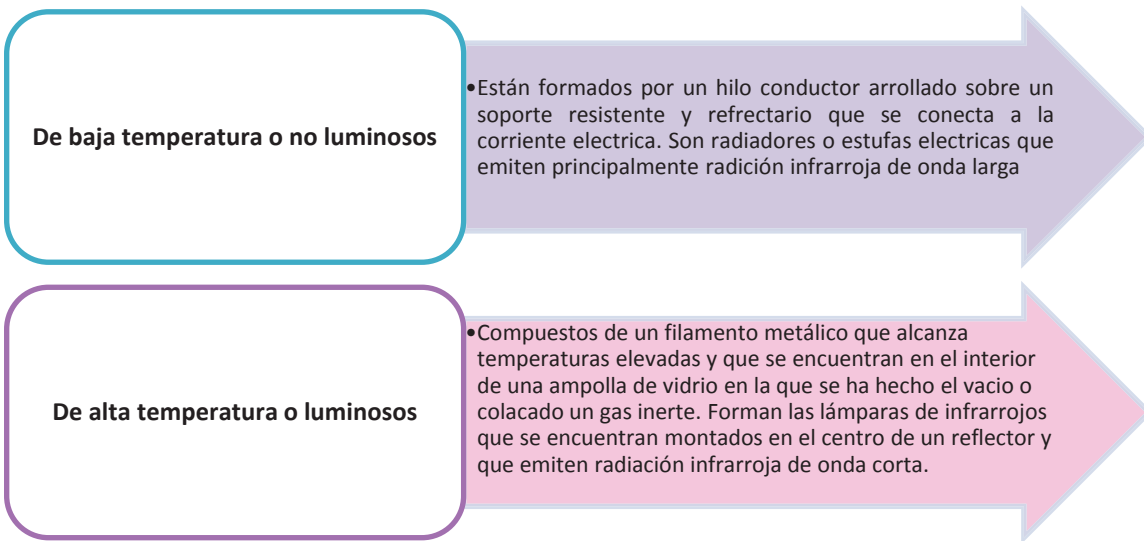 De baja temperatura o no luminosos
•Están formados por un hilo conductor arrollado sobre un
soporte resistente y refrectario que se conecta a la
corriente electrica. Son radiadores o estufas electricas que
emiten principalmente radición infrarroja de onda larga
De alta temperatura o luminosos
•Compuestos de un filamento metálico que alcanza
temperaturas elevadas y que se encuentran en el interior
de una ampolla de vidrio en la que se ha hecho el vacio o
colacado un gas inerte. Forman las lámparas de infrarrojos
que se encuentran montados en el centro de un reflector y
que emiten radiación infrarroja de onda corta.